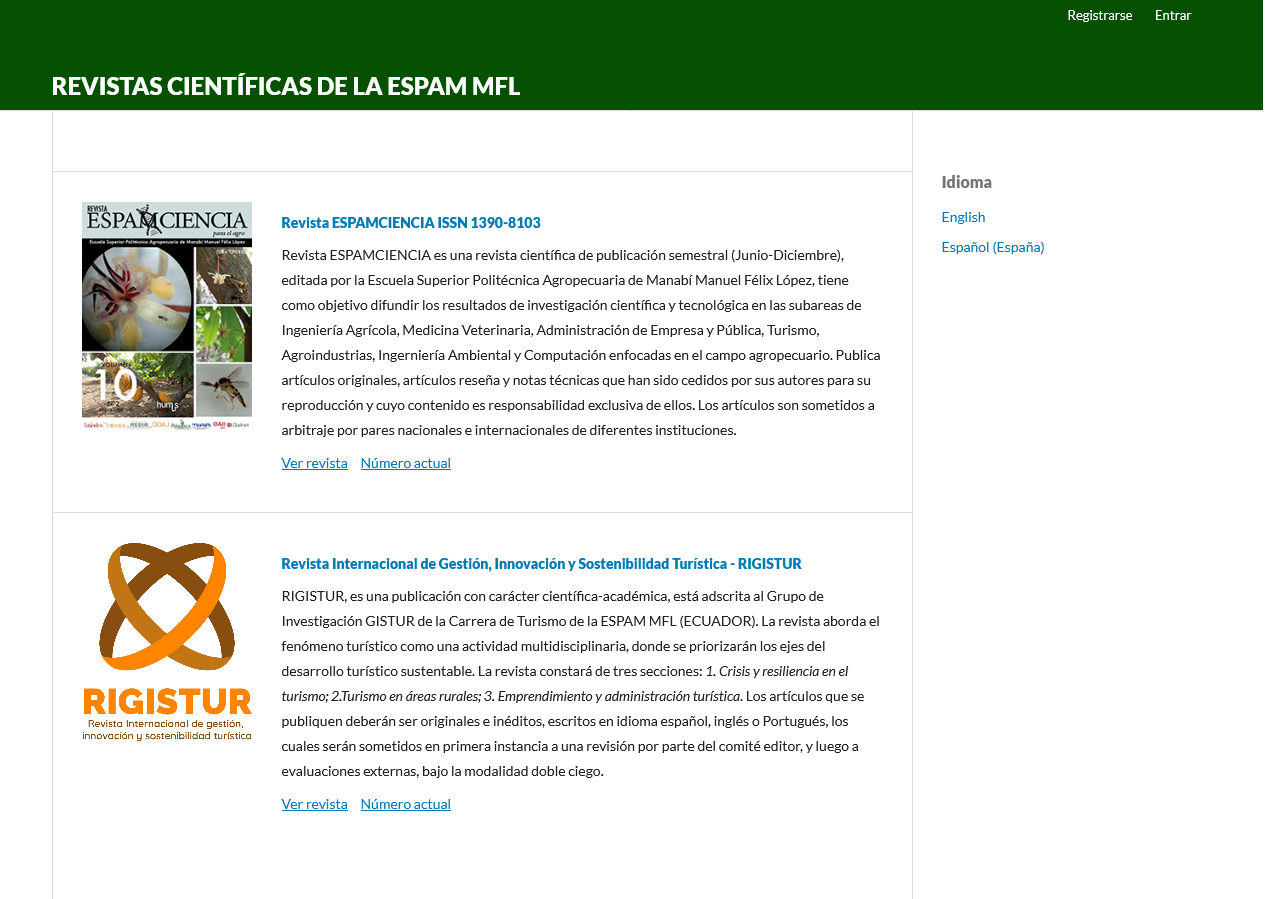 Registrarse Entrar
REVISTAS CIENTÍFICAS DE LA ESPAM MFL
Idioma
English
Español (España)
REVISTA
ESPAMCIENCIA
para el agro
Escuela Superior Politécnica Agropecuaria de Manabí Manuel Félix López
VOLUMEN
10
Revista ESPAMCIENCIA ISSN 1390-8103
Revista ESPAMCIENCIA es una revista científica de publicación semestral (Junio-Diciembre),
editada por la Escuela Superior Politécnica Agropecuaria de Manabí Manuel Félix López, tiene
como objetivo difundir los resultados de investigación científica y tecnológica en las subareas de
Ingeniería Agrícola, Medicina Veterinaria, Administración de Empresa y Pública, Turismo,
Agroindustrias, Ingerniería Ambiental y Computación enfocadas en el campo agropecuario. Publica
artículos originales, artículos reseña y notas técnicas que han sido cedidos por sus autores para su
reproducción y cuyo contenido es responsabilidad exclusiva de ellos. Los artículos son sometidos a
arbitraje por pares nacionales e internacionales de diferentes instituciones.
Ver revista Número actual
RIGISTUR
Revista Internacional de gestión,
innovación y sostenibilidad turística
Revista Internacional de Gestión, Innovación y Sostenibilidad Turística - RIGISTUR
RIGISTUR, es una publicación con carácter científica-académica, está adscrita al Grupo de
Investigación GISTUR de la Carrera de Turismo de la ESPAM MFL (ECUADOR). La revista aborda el
fenómeno turístico como una actividad multidisciplinaria, donde se priorizarán los ejes del
desarrollo turístico sustentable. La revista constará de tres secciones: 1. Crisis y resiliencia en el
turismo; 2.Turismo en áreas rurales; 3. Emprendimiento y administración turística. Los artículos que se
publiquen deberán ser originales e inéditos, escritos en idioma español, inglés o Portugués, los
cuales serán sometidos en primera instancia a una revisión por parte del comité editor, y luego a
evaluaciones externas, bajo la modalidad doble ciego.
Ver revista Número actual